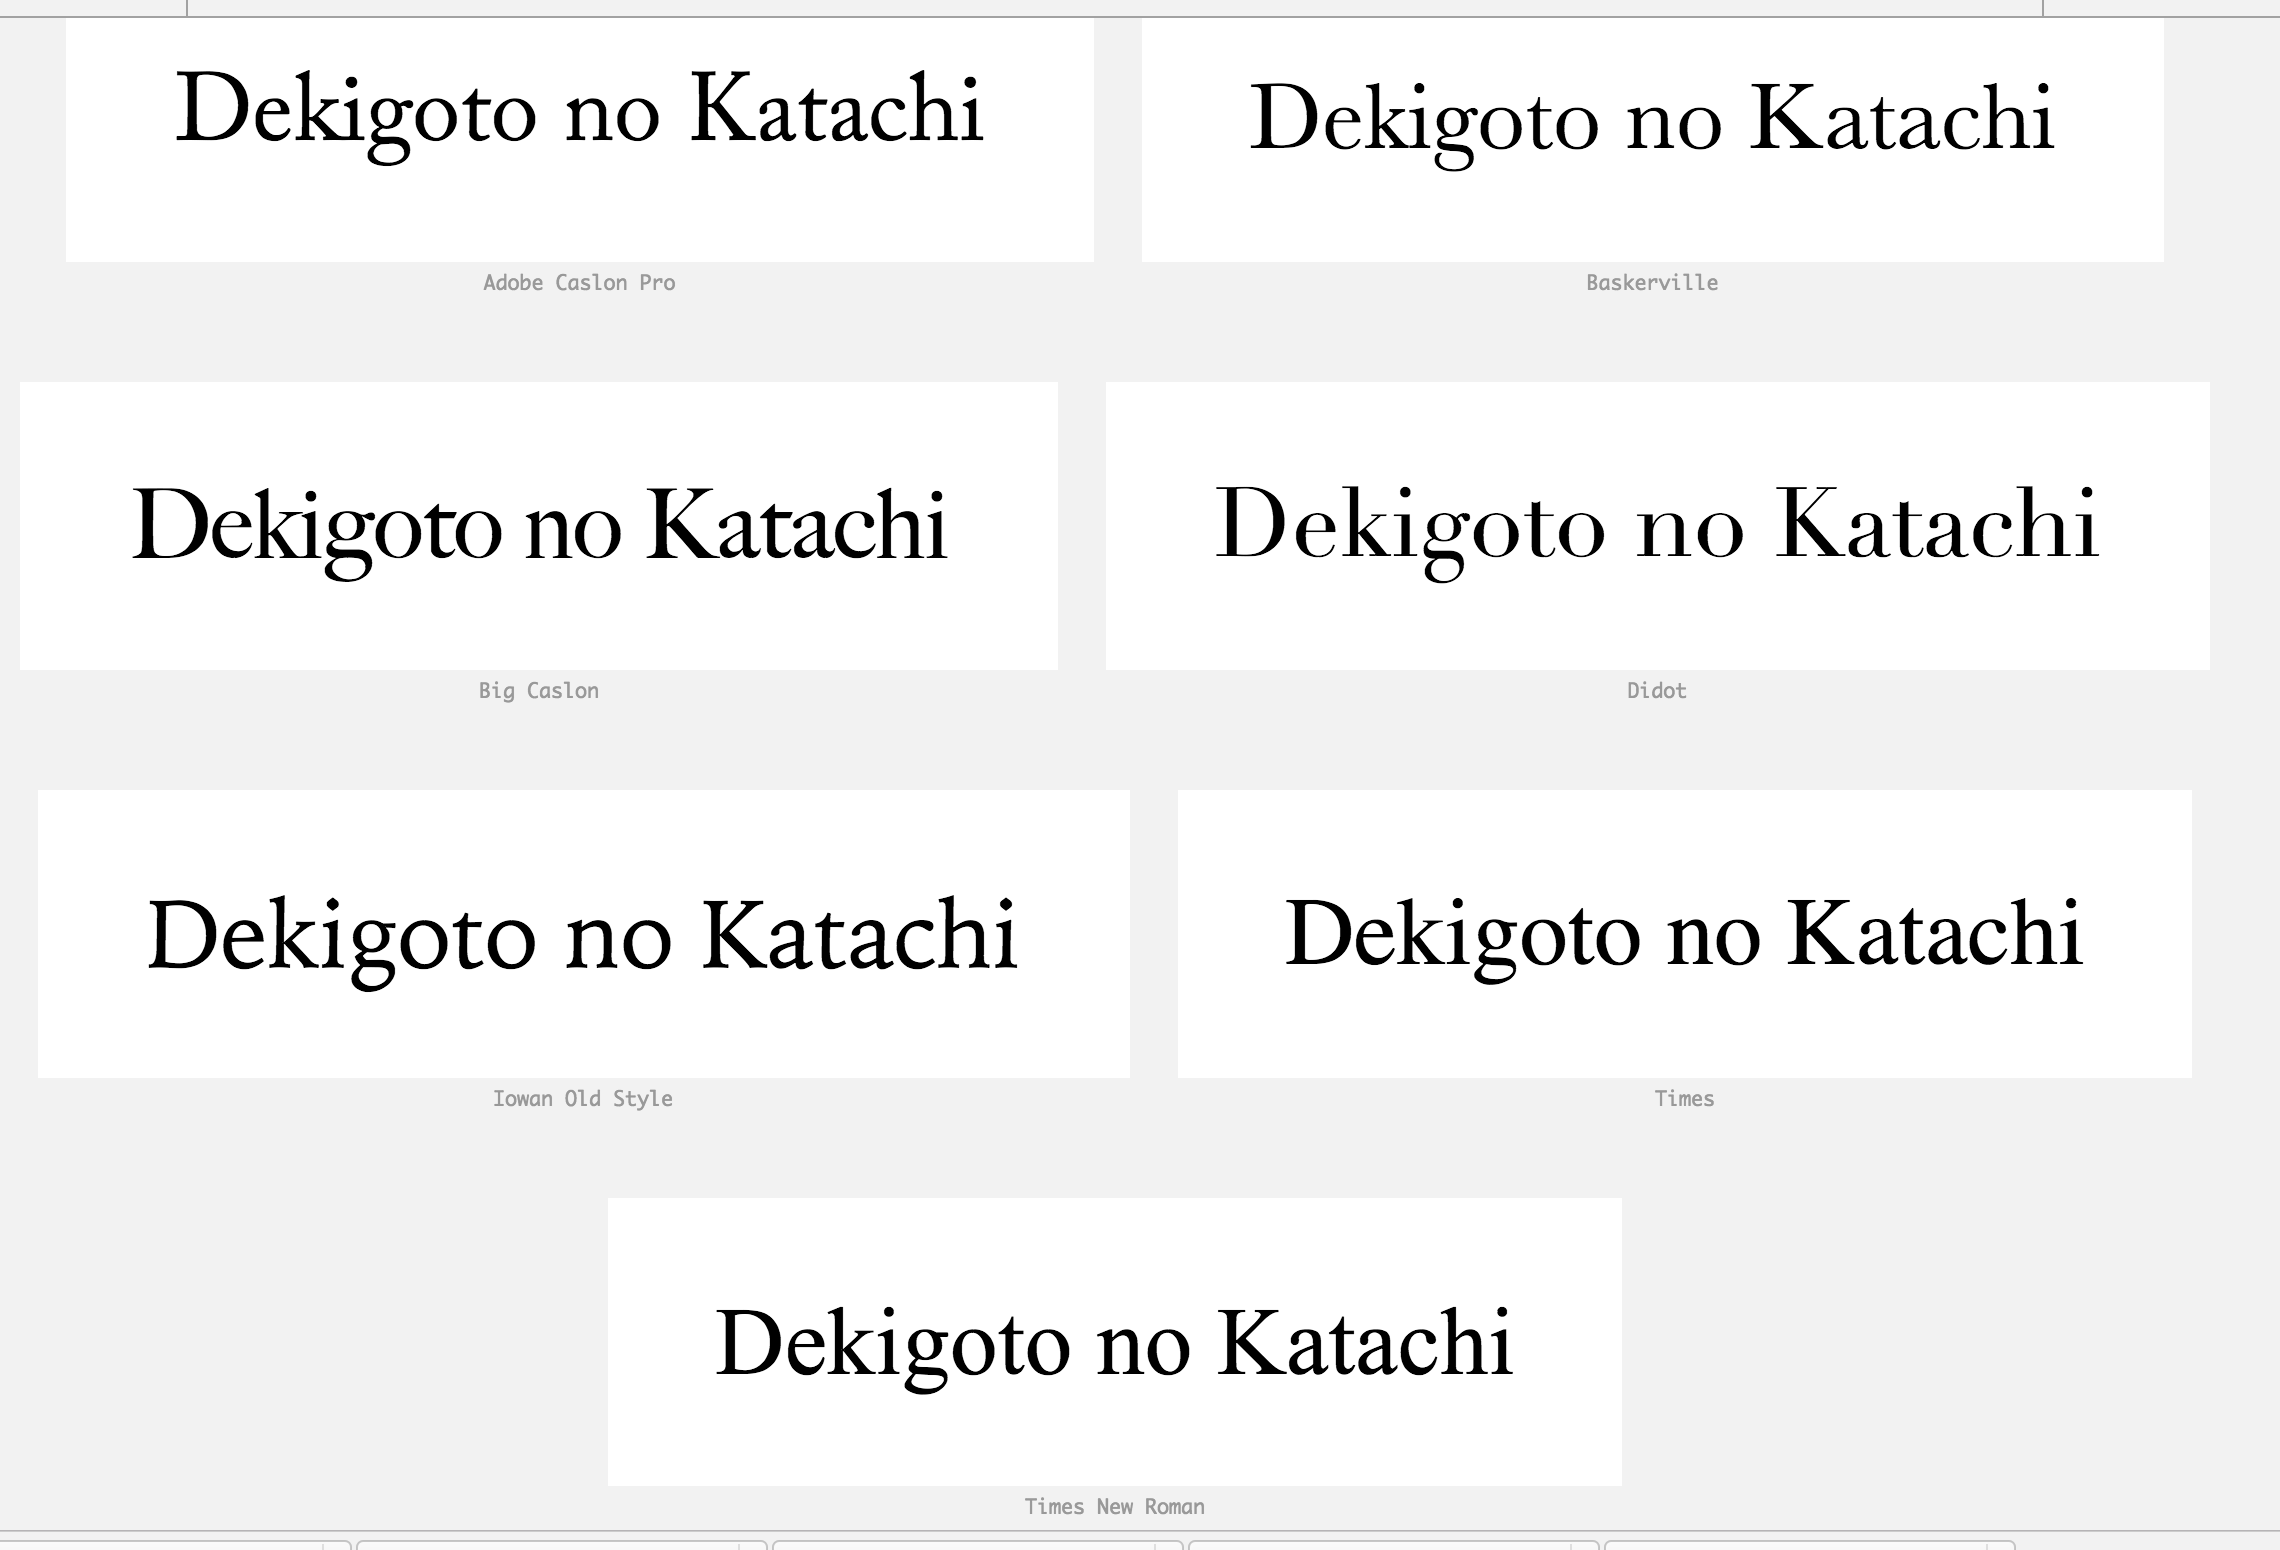 Dekigoto no Katachi
Dekigoto no Katachi
Adobe Caslon Pro
Baskerville
Dekigoto no Katachi
Dekigoto no Katachi
Big Caslon
Didot
Dekigoto no Katachi
Dekigoto no Katachi
Iowan Old Style
Times
Dekigoto no Katachi
Times New Roman